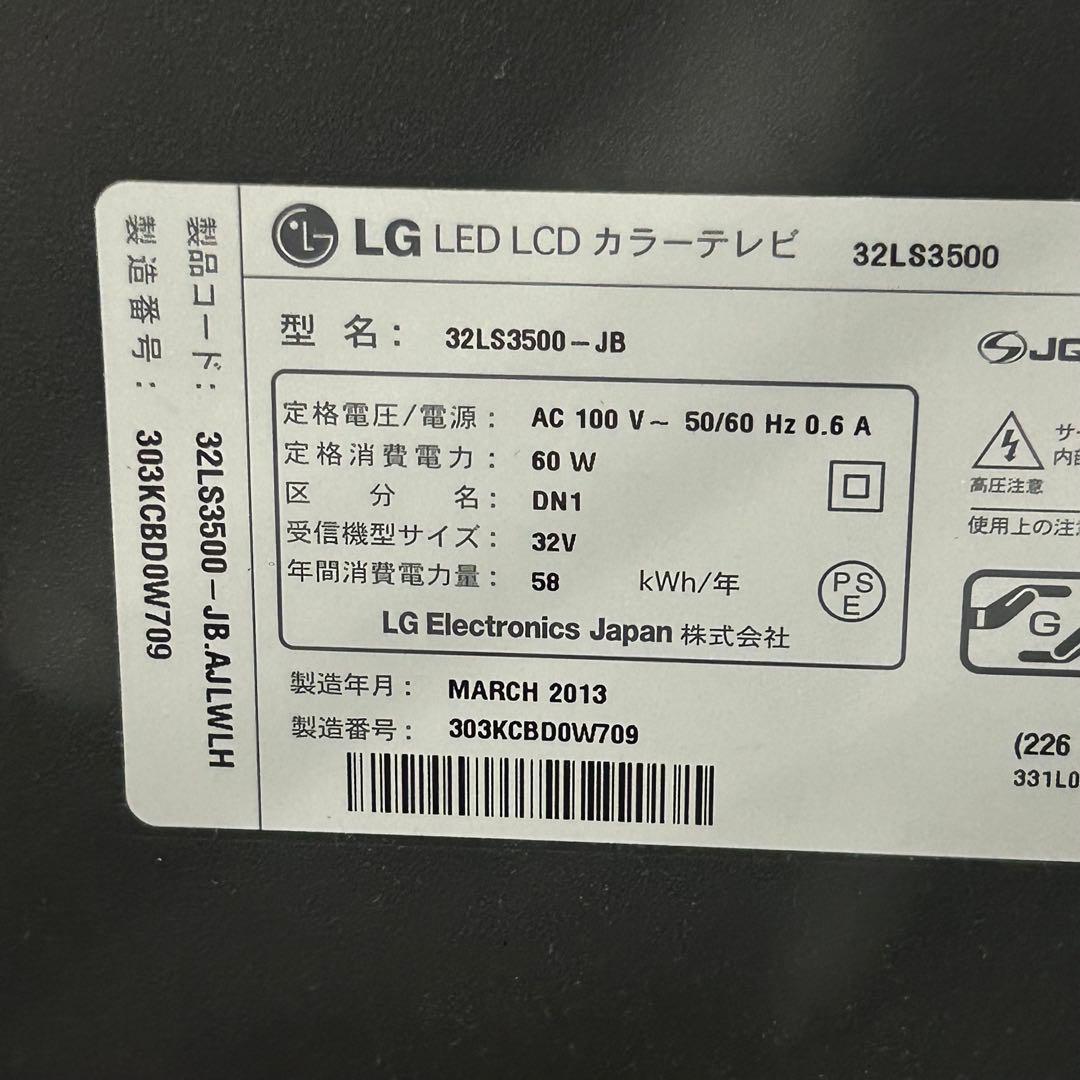 LG LED LCD カラーテレビ 32LS3500
型 名： 32LS3500-JB
定格電圧/電源： AC 100 V~ 50/60 Hz 0.6 A
定格消費電力： 60 W
区 分 名： DN1
受信機型サイズ： 32V
年間消費電力量： 58 kWh/年
PS
E
LG Electronics Japan 株式会社
製造年月： MARCH 2013
製造番号： 303KCBD0W709
製品コード： 32LS3500-JB.AJLWLH
製造番号： 303KCBD0W709
高圧注意
使用上の注
G
(226